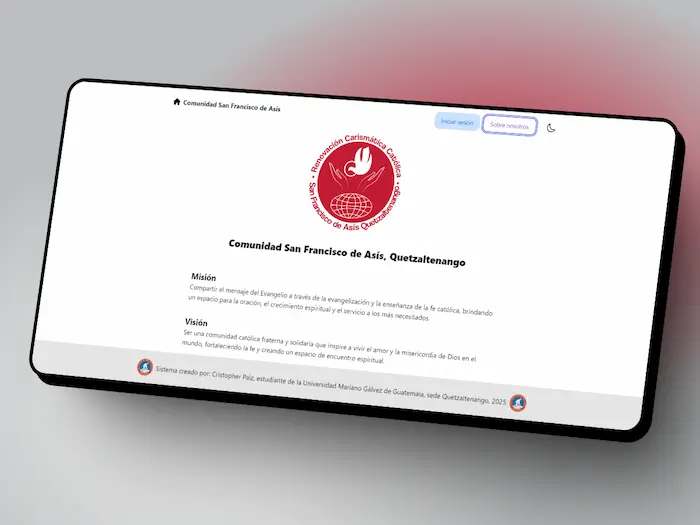 Comunidad San Francisco de Asís
Iniciar sesión
Sobre nosotros
• Renovación Carismática Católica •
San Francisco de Asís Quetzaltenango
Comunidad San Francisco de Asís, Quetzaltenango
Misión
Compartir el mensaje del Evangelio a través de la evangelización y la enseñanza de la fe católica, brindando
un espacio para la oración, el crecimiento espiritual y el servicio a los más necesitados.
Visión
Ser una comunidad católica fraterna y solidaria que inspire a vivir el amor y la misericordia de Dios en el
mundo, fortaleciendo la fe y creando un espacio de encuentro espiritual.
Sistema creado por: Cristopher Paiz, estudiante de la Universidad Mariano Gálvez de Guatemala, sede Quetzaltenango, 2025